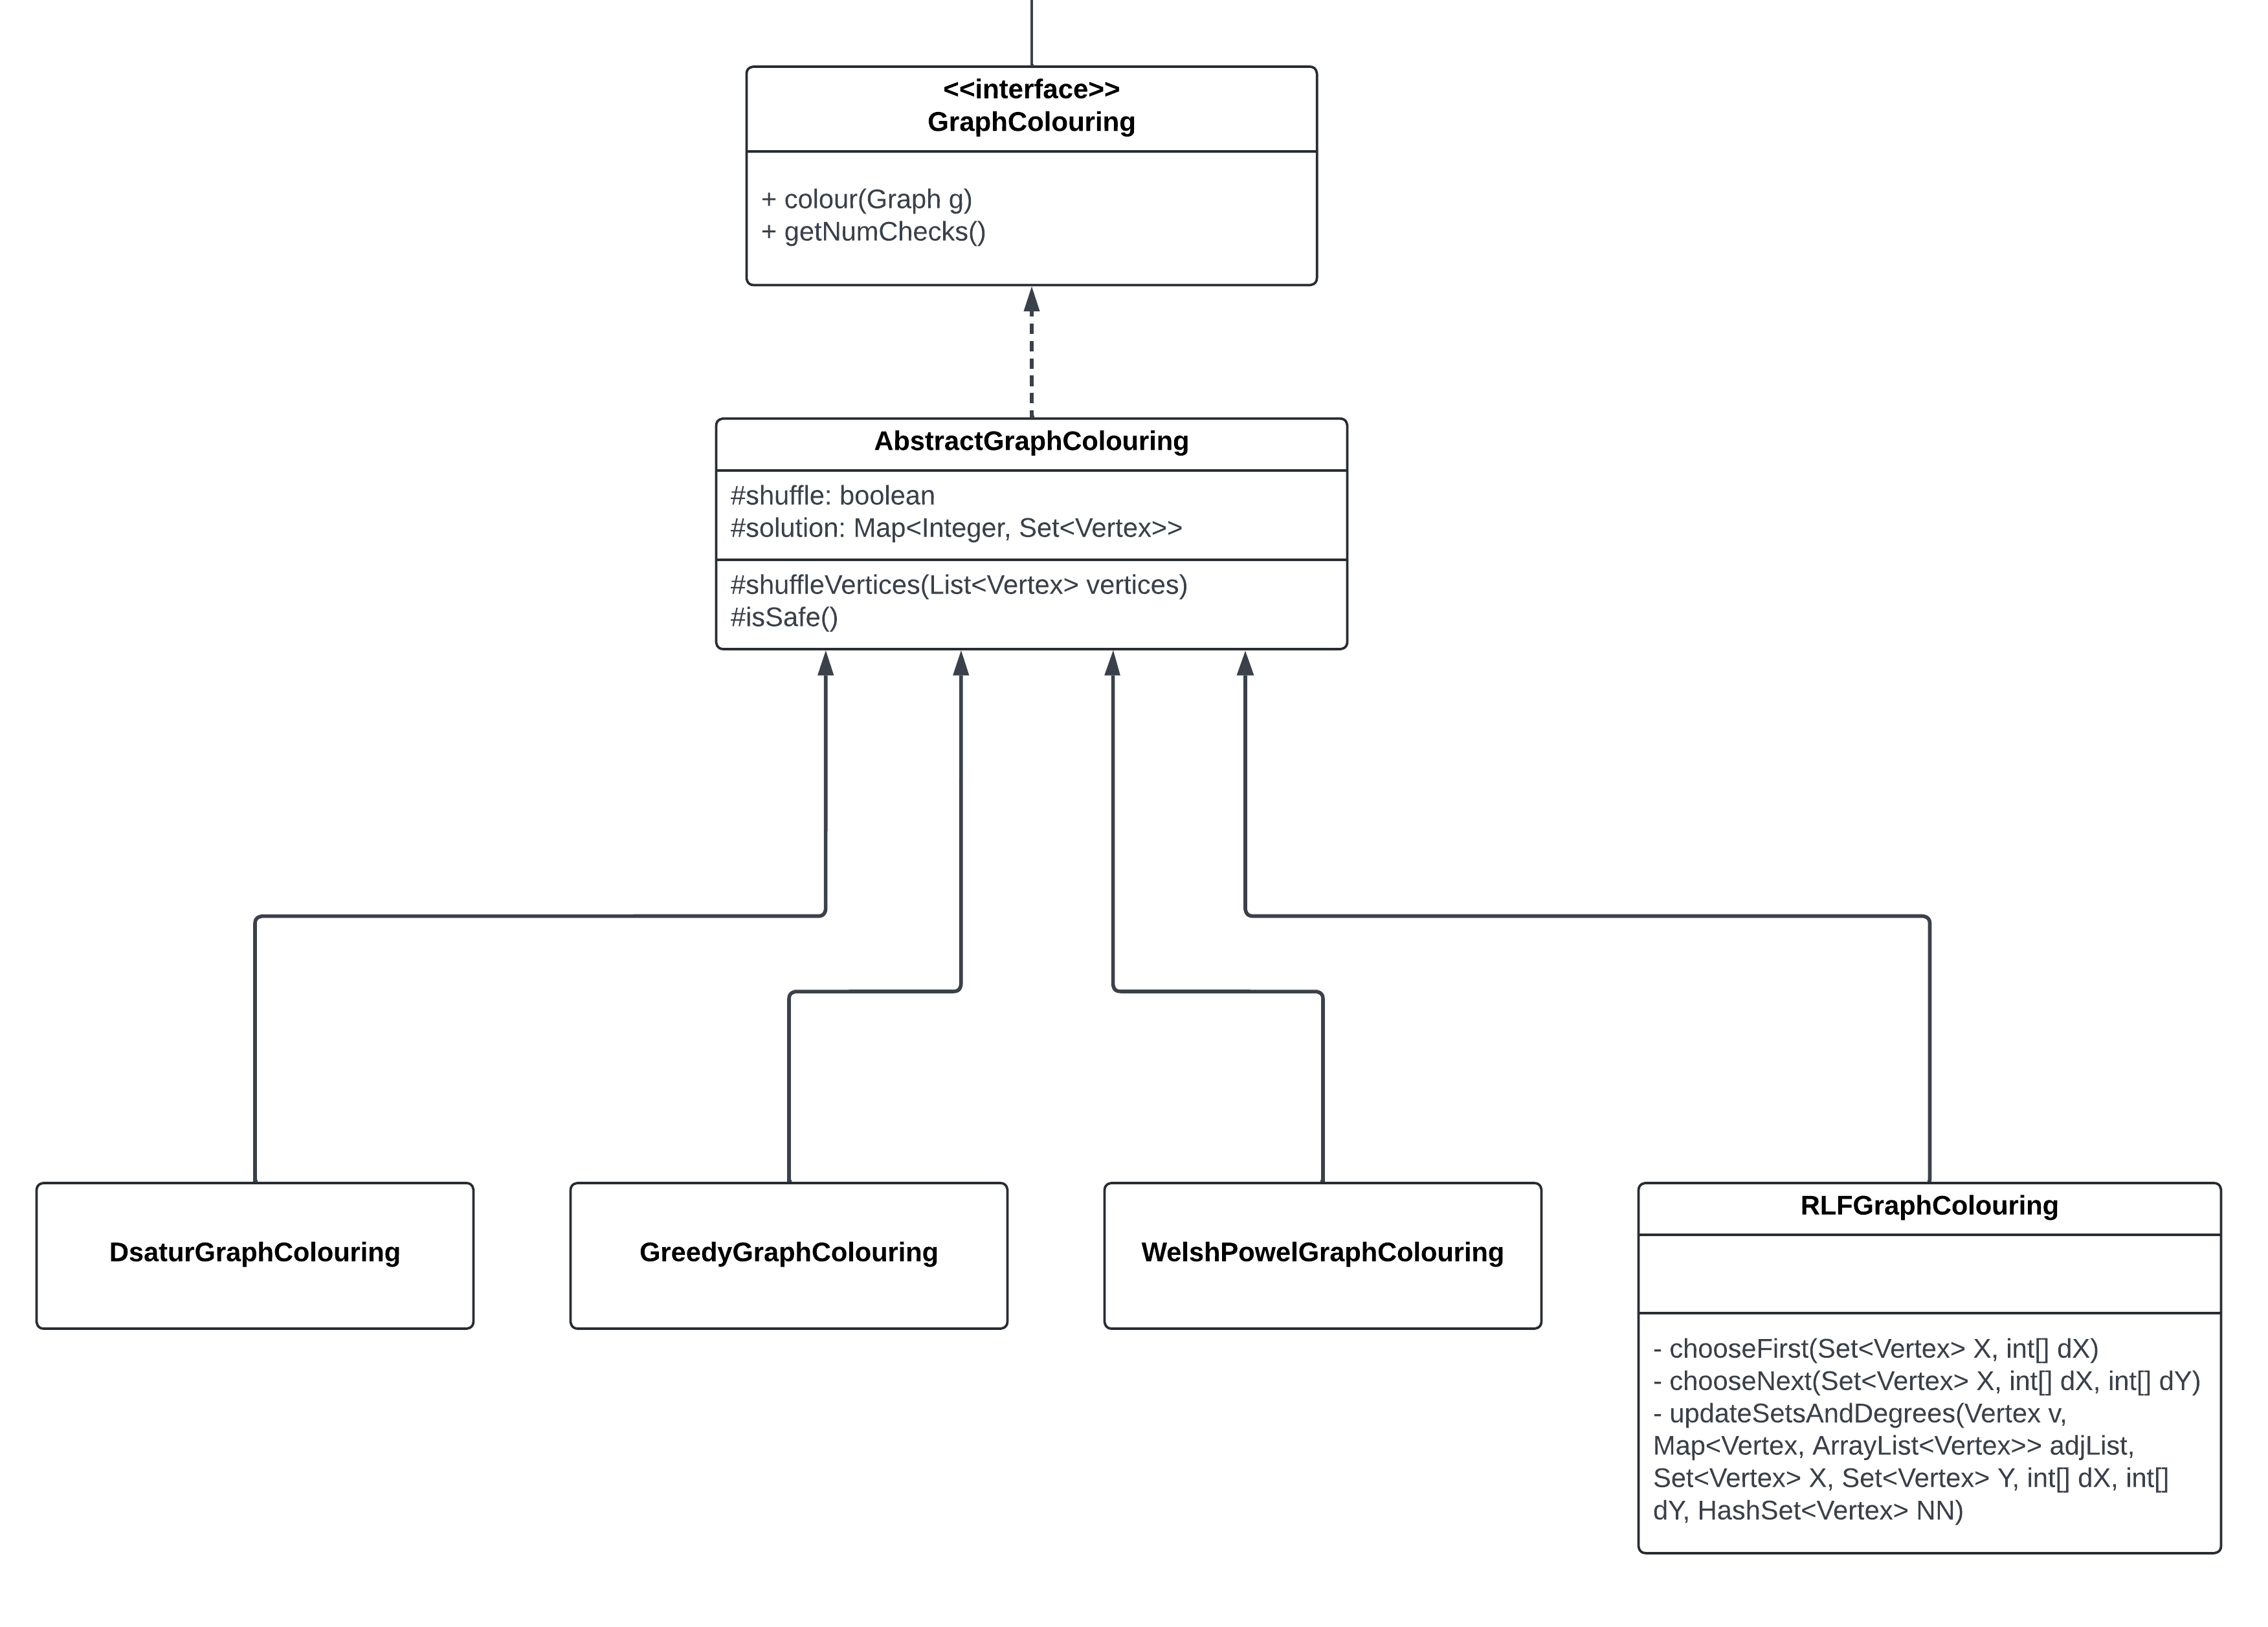 <<interface>>
GraphColouring
+ colour(Graph g)
+ getNumChecks()
AbstractGraphColouring
#shuffle: boolean
#solution: Map<Integer, Set<Vertex>>
#shuffleVertices(List<Vertex> vertices)
#isSafe()
DsaturGraphColouring
GreedyGraphColouring
WelshPowelGraphColouring
RLFGraphColouring
- chooseFirst(Set<Vertex> X, int[] dX)
- chooseNext(Set<Vertex> X, int[] dX, int[] dY)
- updateSetsAndDegrees(Vertex v,
Map<Vertex, ArrayList<Vertex>> adjList,
Set<Vertex> X, Set<Vertex> Y, int[] dX, int[]
dY, HashSet<Vertex> NN)